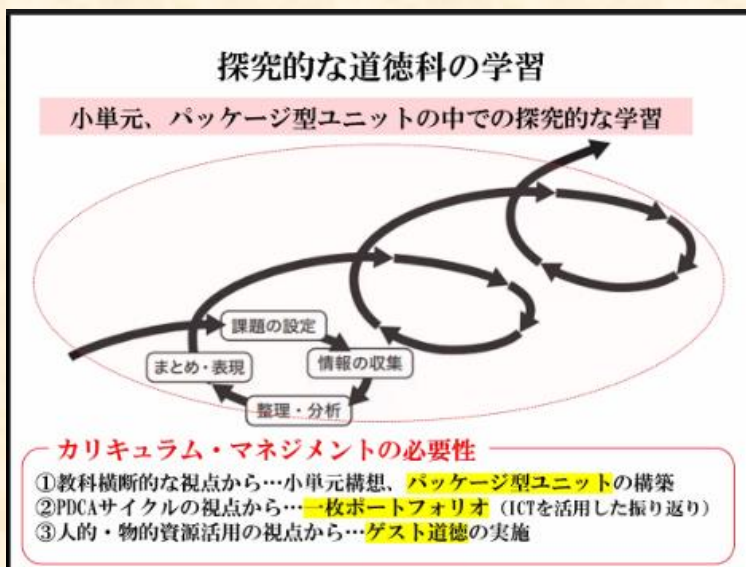 探究的な道徳科の学習
小単元、パッケージ型ユニットの中での探究的な学習
課題の設定
まとめ・表現
情報の収集
整理・分析
カリキュラム・マネジメントの必要性
①教科横断的な視点から…小単元構想、パッケージ型ユニットの構築
②PDCAサイクルの視点から…一枚ポートフォリオ（ICTを活用した振り返り）
③人的・物的資源活用の視点から…ゲスト道徳の実施